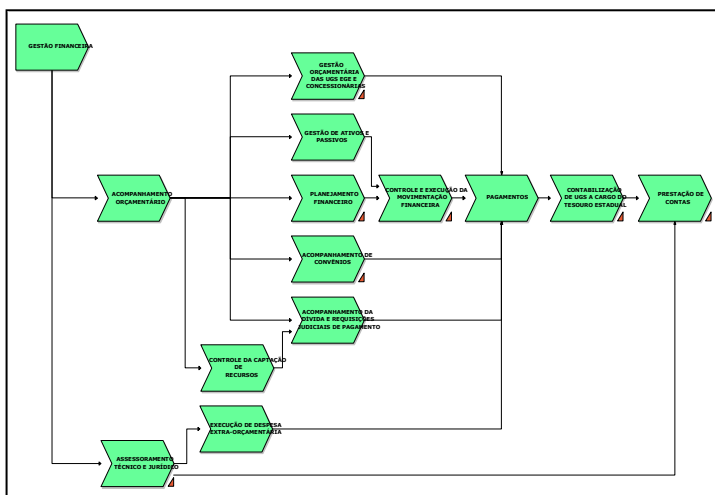 GESTÃO FINANCEIRA
GESTÃO
ORÇAMENTÁRIA
DAS UGS EGE E
CONCESSIONÁRIAS
GESTÃO DE ATIVOS E
PASSIVOS
ACOMPANHAMENTO
ORÇAMENTÁRIO
PLANEJAMENTO
FINANCEIRO
CONTROLE E EXECUÇÃO DA
MOVIMENTAÇÃO
FINANCEIRA
PAGAMENTOS
CONTABILIZAÇÃO
DE UGS A CARGO DO
TESOURO ESTADUAL
PRESTAÇÃO DE
CONTAS
ACOMPANHAMENTO DE
CONVÊNIOS
ACOMPANHAMENTO DA
DÍVIDA E REQUISIÇÕES
JUDICIAIS DE PAGAMENTO
CONTROLE DA CAPTAÇÃO
DE
RECURSOS
EXECUÇÃO DE DESPESA
EXTRA-ORÇAMENTÁRIA
ASSESSORAMENTO
TÉCNICO E JURÍDICO